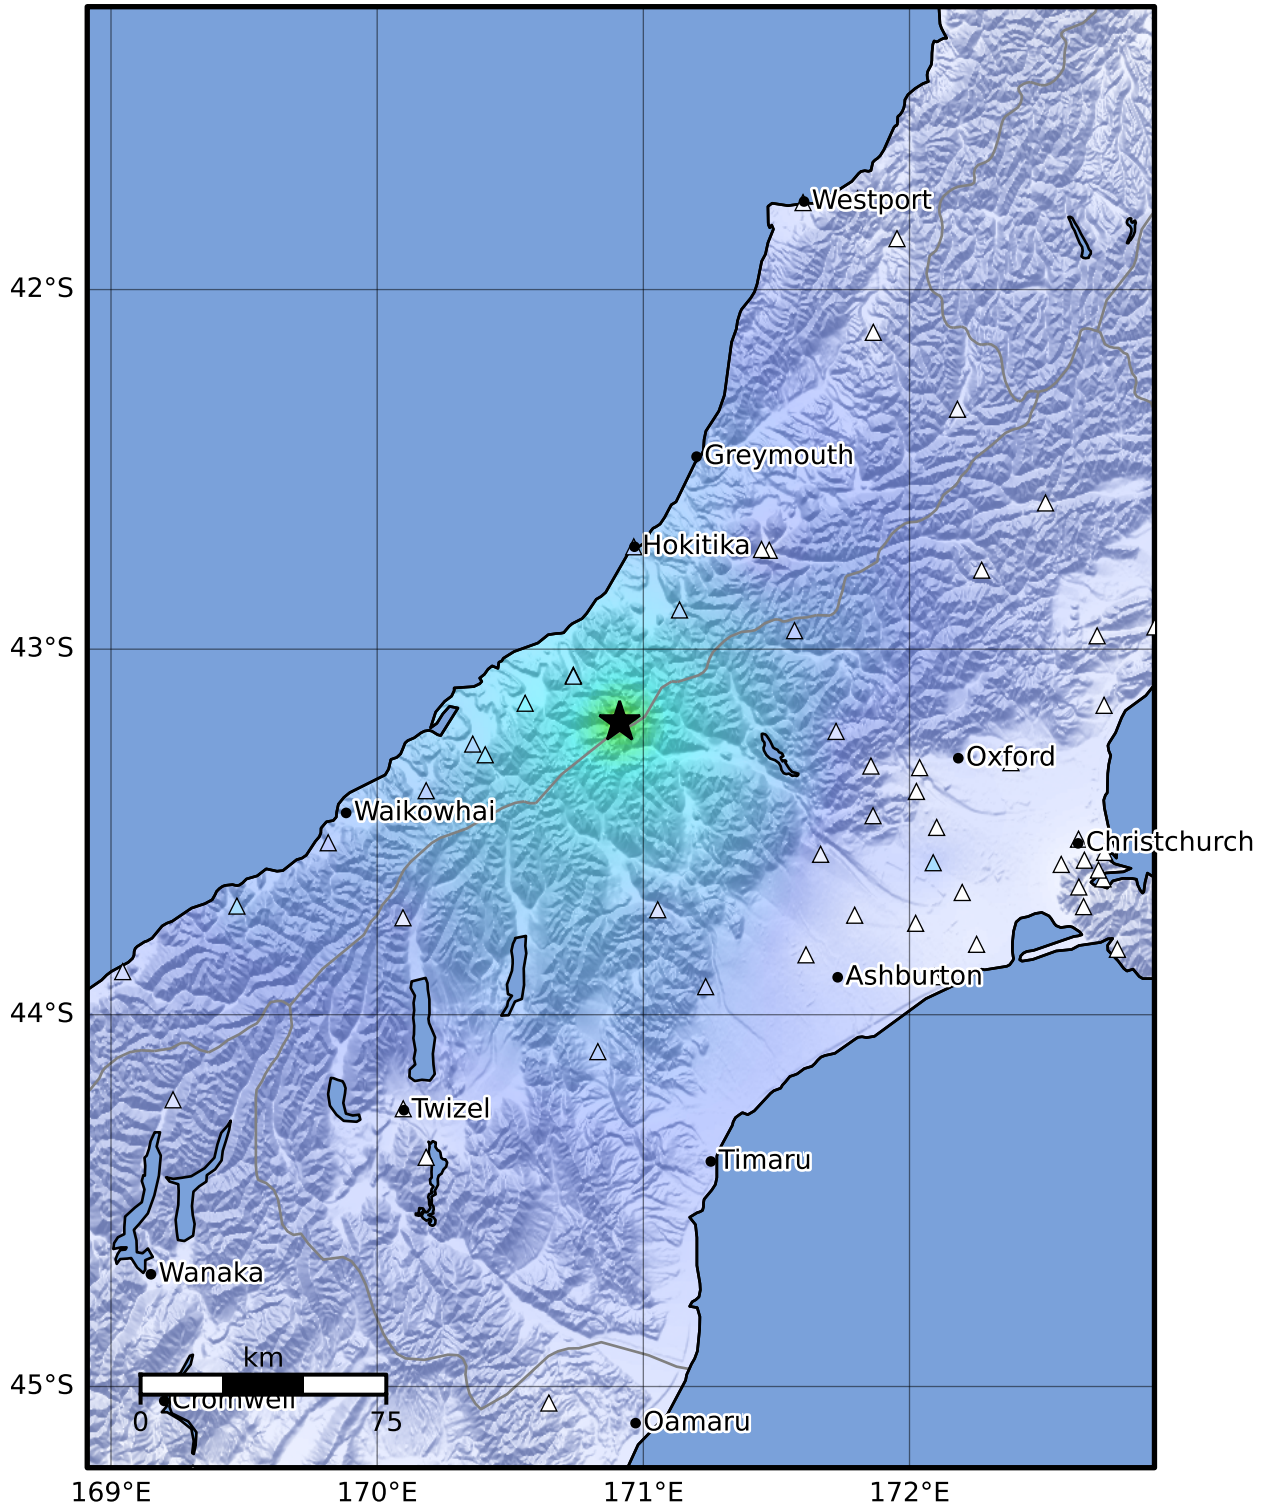 Westport
42°S
Greymouth
Hokitika
43°S
Oxford
Waikowhai
Christchurch
Ashburton
44°S
Twizel
Timaru
Wanaka
km
45°S
Cromwell
0
75
Oamaru
169°E
170°E
171°E
172°E